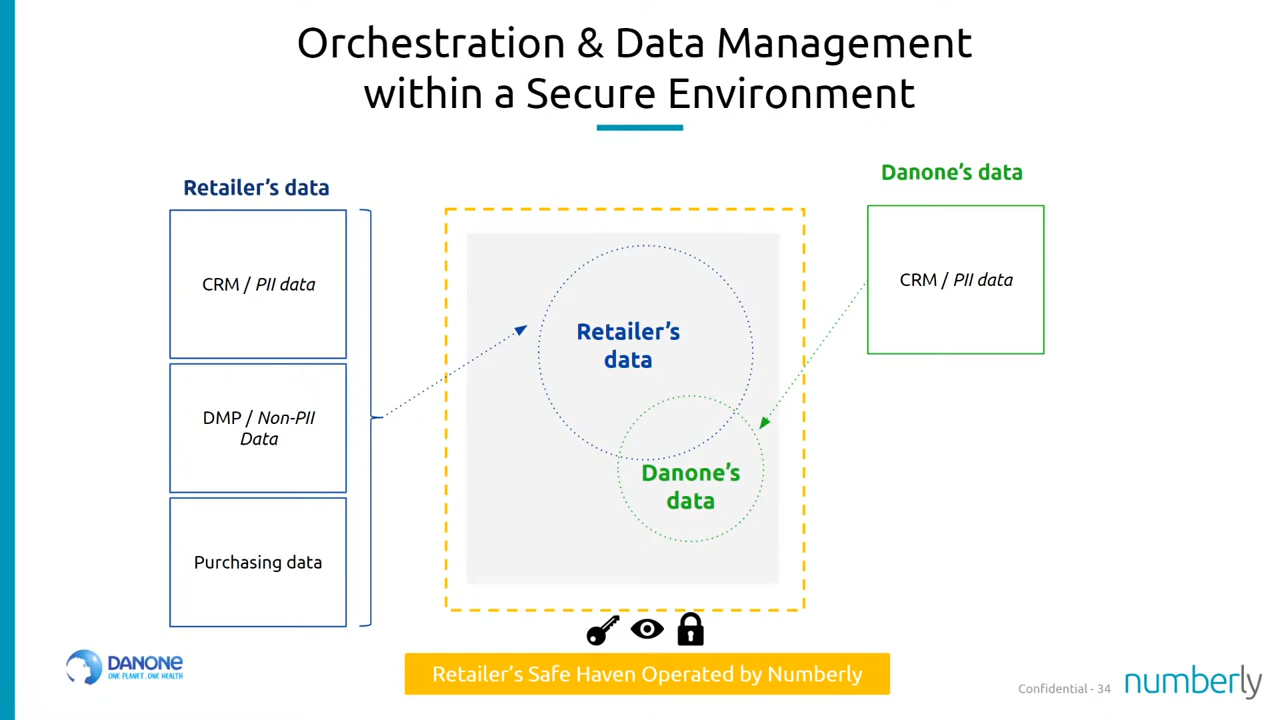 Orchestration & Data Management
within a Secure Environment
Retailer's data
CRM / PII data
DMP / Non-PII
Data
Purchasing data
Retailer's
data
Danone's
data
Danone's data
CRM / PII data
Retailer's Safe Haven Operated by Numberly
DANONE
ONE PLANET. ONE HEALTH
Confidential - 34
numberly